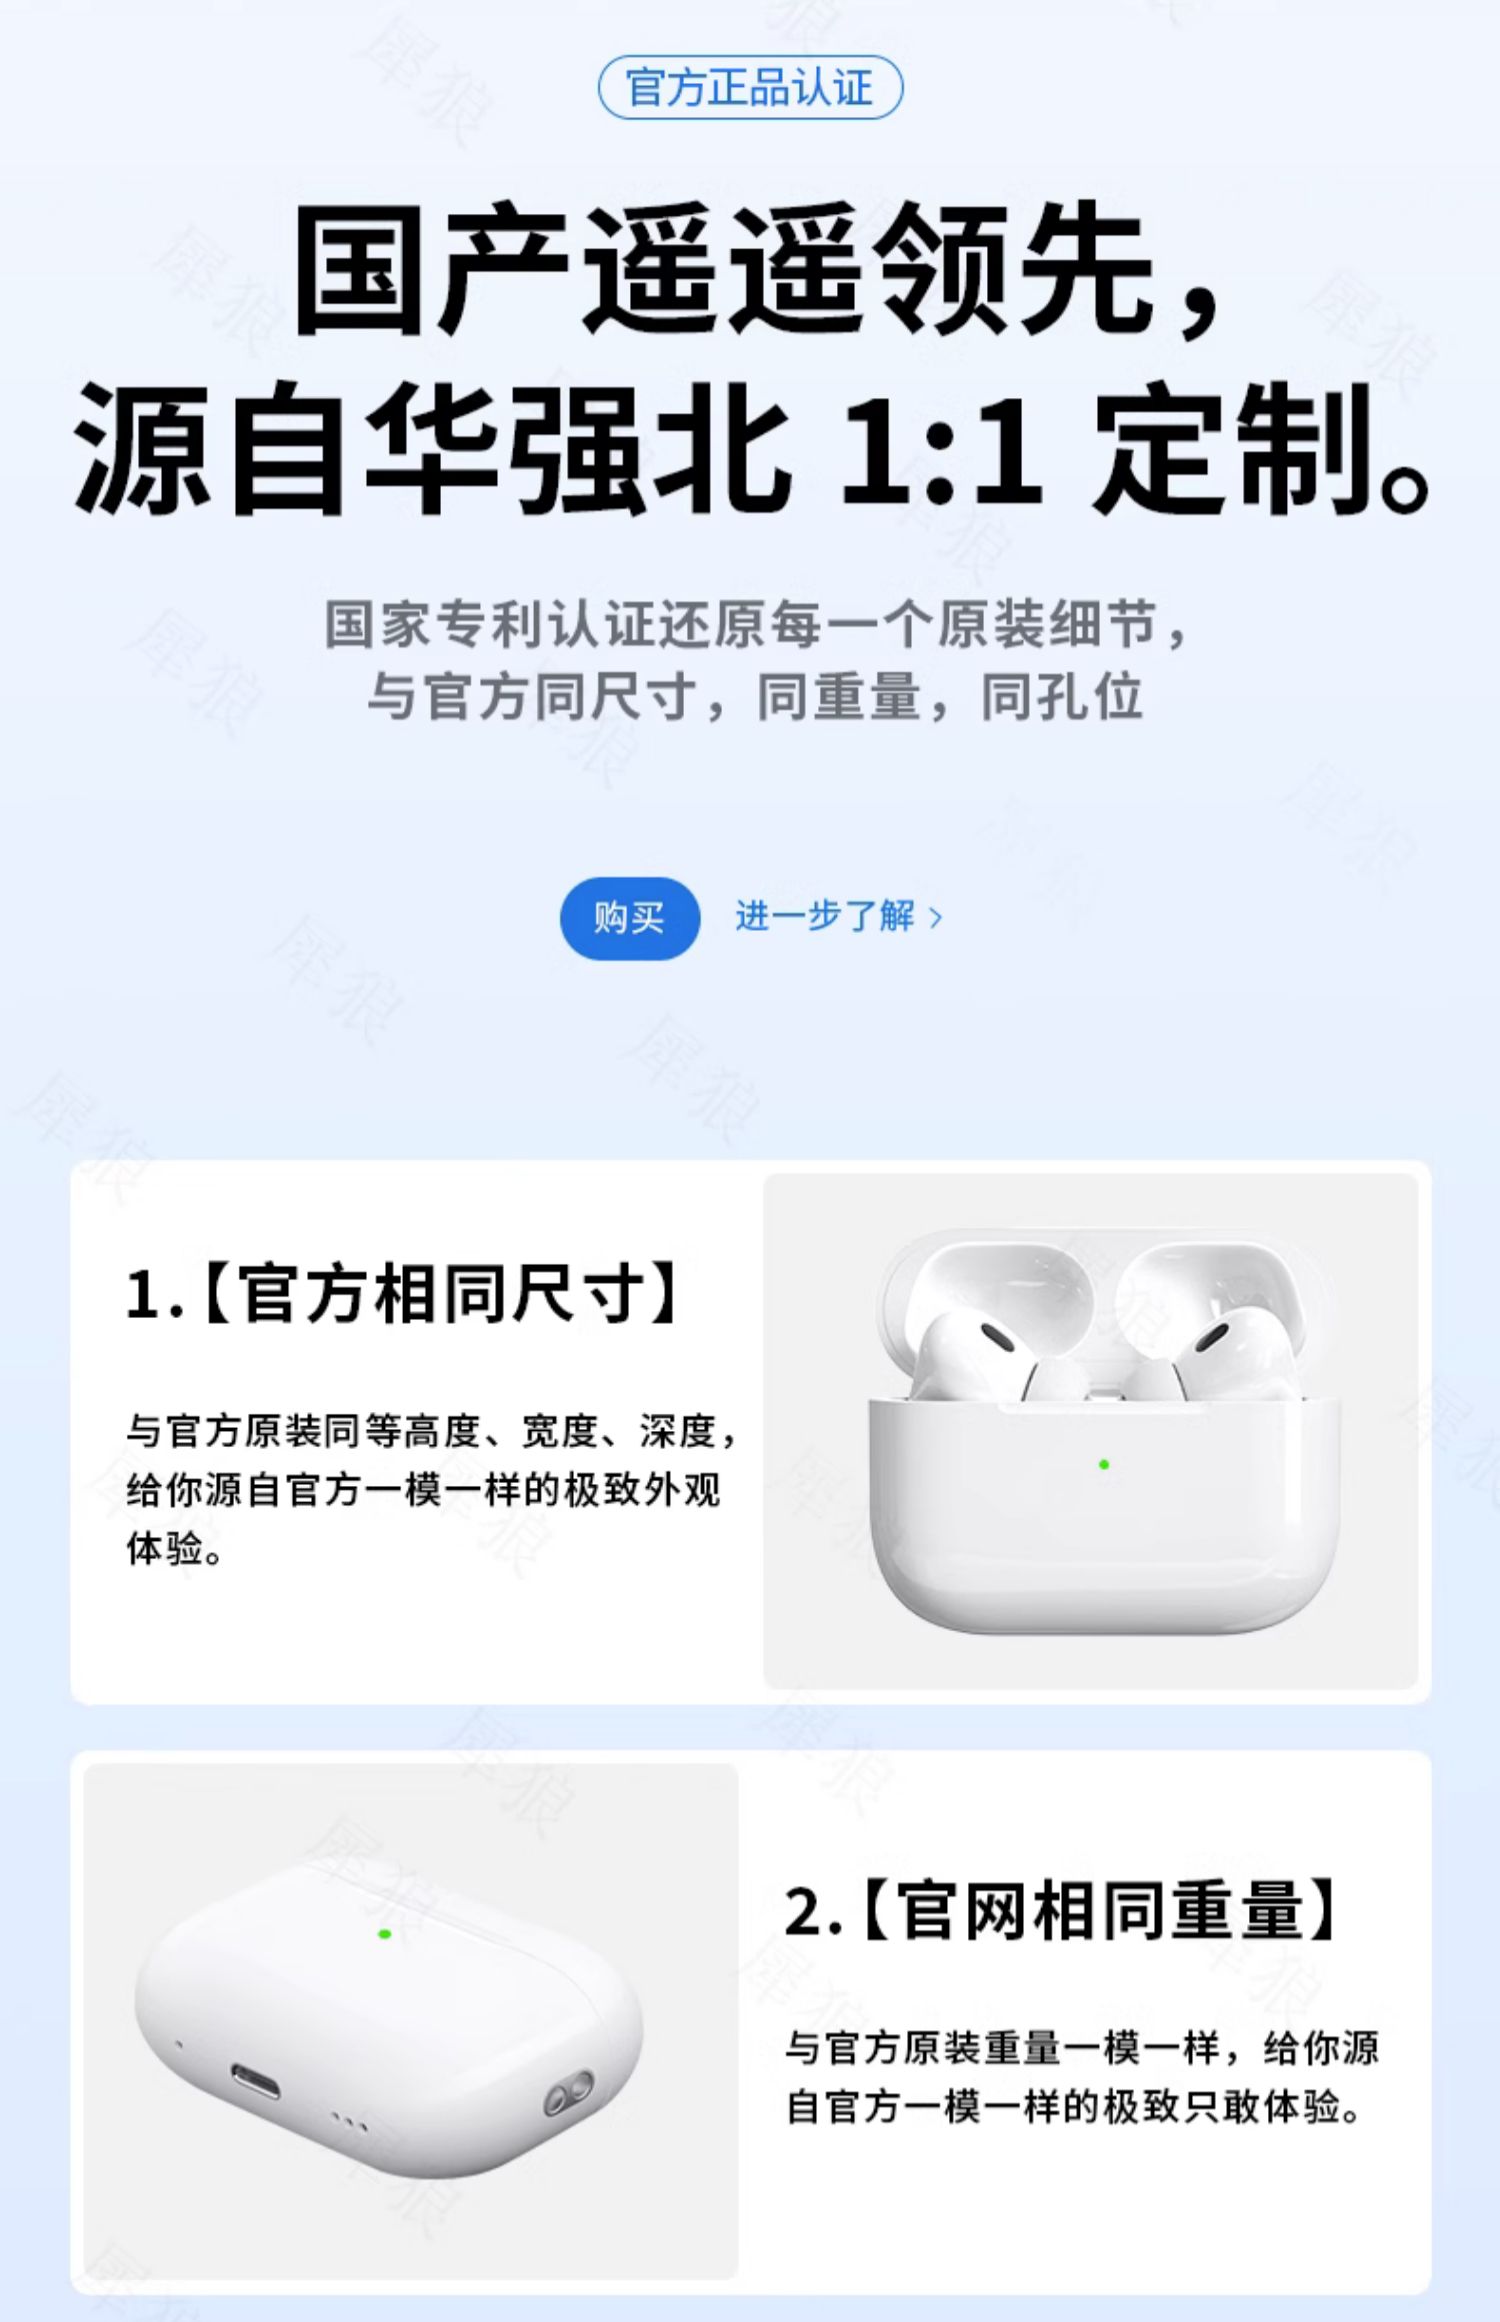 官方正品认证
国产遥遥领先，
源自华强北 1:1 定制。
国家专利认证还原每一个原装细节，
与官方同尺寸，同重量，同孔位
购买 进一步了解 >
1.【官方相同尺寸】
与官方原装同等高度、宽度、深度，
给你源自官方一模一样的极致外观
体验。
2.【官网相同重量】
与官方原装重量一模一样，给你源
自官方一模一样的极致只敢体验。
犀狼